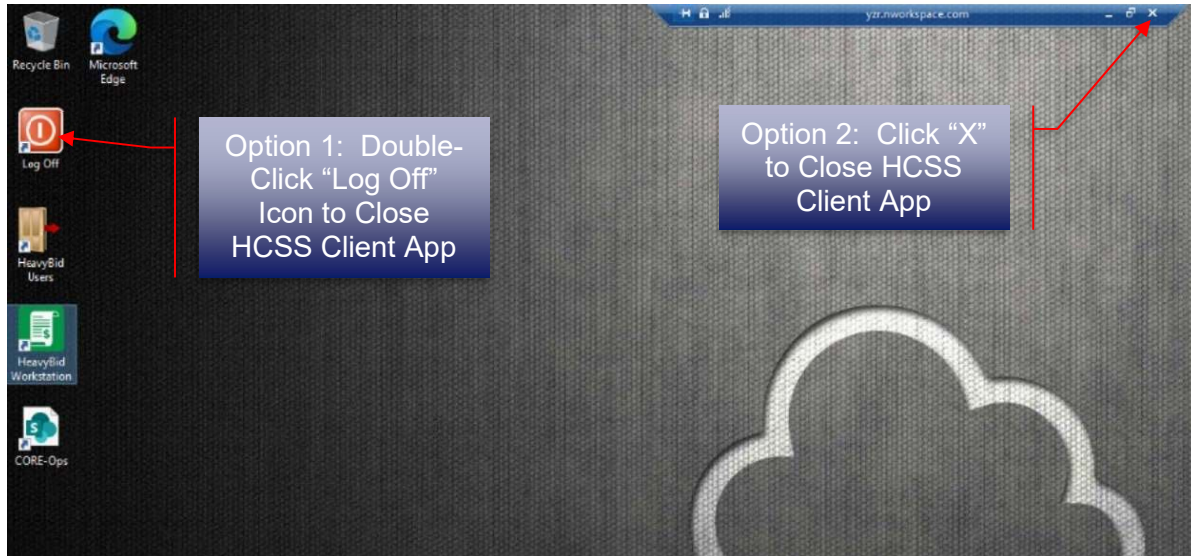 yzr.nworkspace.com
Recycle Bin
Microsoft
Edge
Log Off
Option 1: Double-
Click “Log Off”
Icon to Close
HCSS Client App
Option 2: Click “X”
to Close HCSS
Client App
HeavyBid
Users
HeavyBid
Workstation
CORE-Ops